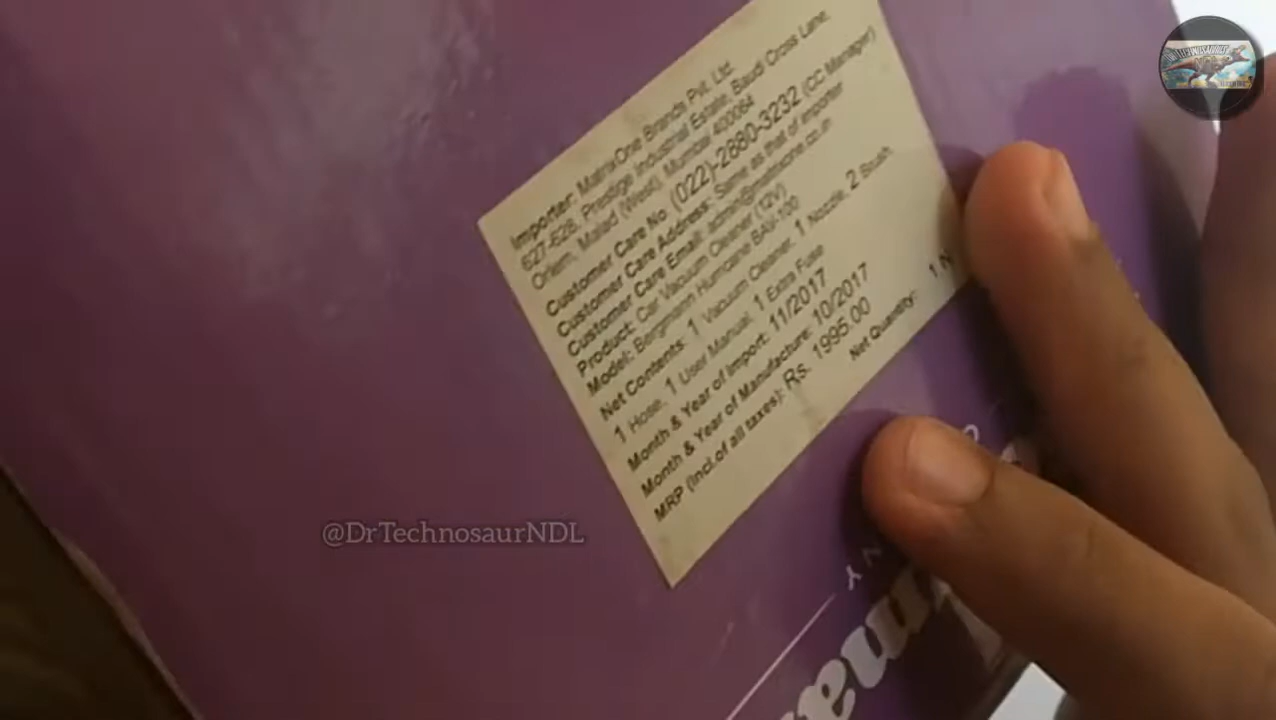 Importer: MatrixOne Brands Pvt. Ltd.
627-628, Prestige Industrial Estate, Baudi Cross Lane,
Orlem, Malad (West), Mumbai 400064
Customer Care No. (022)-2880-3232 (CC Manager)
Customer Care Address: Same as that of Importer
Customer Care Email: admin@matrixone.co.in
Product: Car Vacuum Cleaner (12V)
Model: Bergmann Hurricane BAV-100
Net Contents: 1 Vacuum Cleaner, 1 Nozzle, 2 Brush,
1 Hose, 1 User Manual, 1 Extra Fuse
Month & Year of Import: 11/2017
Month & Year of Manufacture: 10/2017
MRP (Incl.of all taxes): Rs. 1995.00
Net Quantity: 1 N
@DrTechnosaurNDL